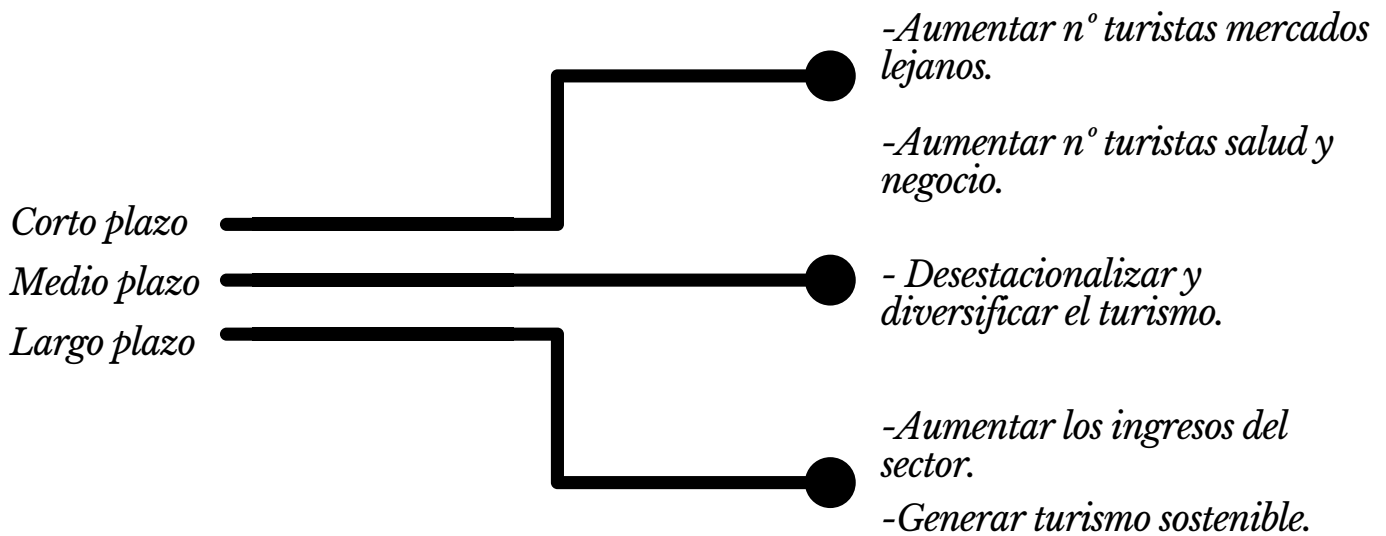 Corto plazo
Medio plazo
Largo plazo
-Aumentar nº turistas mercados
lejanos.
-Aumentar nº turistas salud y
negocio.
- Desestacionalizar y
diversificar el turismo.
-Aumentar los ingresos del
sector.
-Generar turismo sostenible.